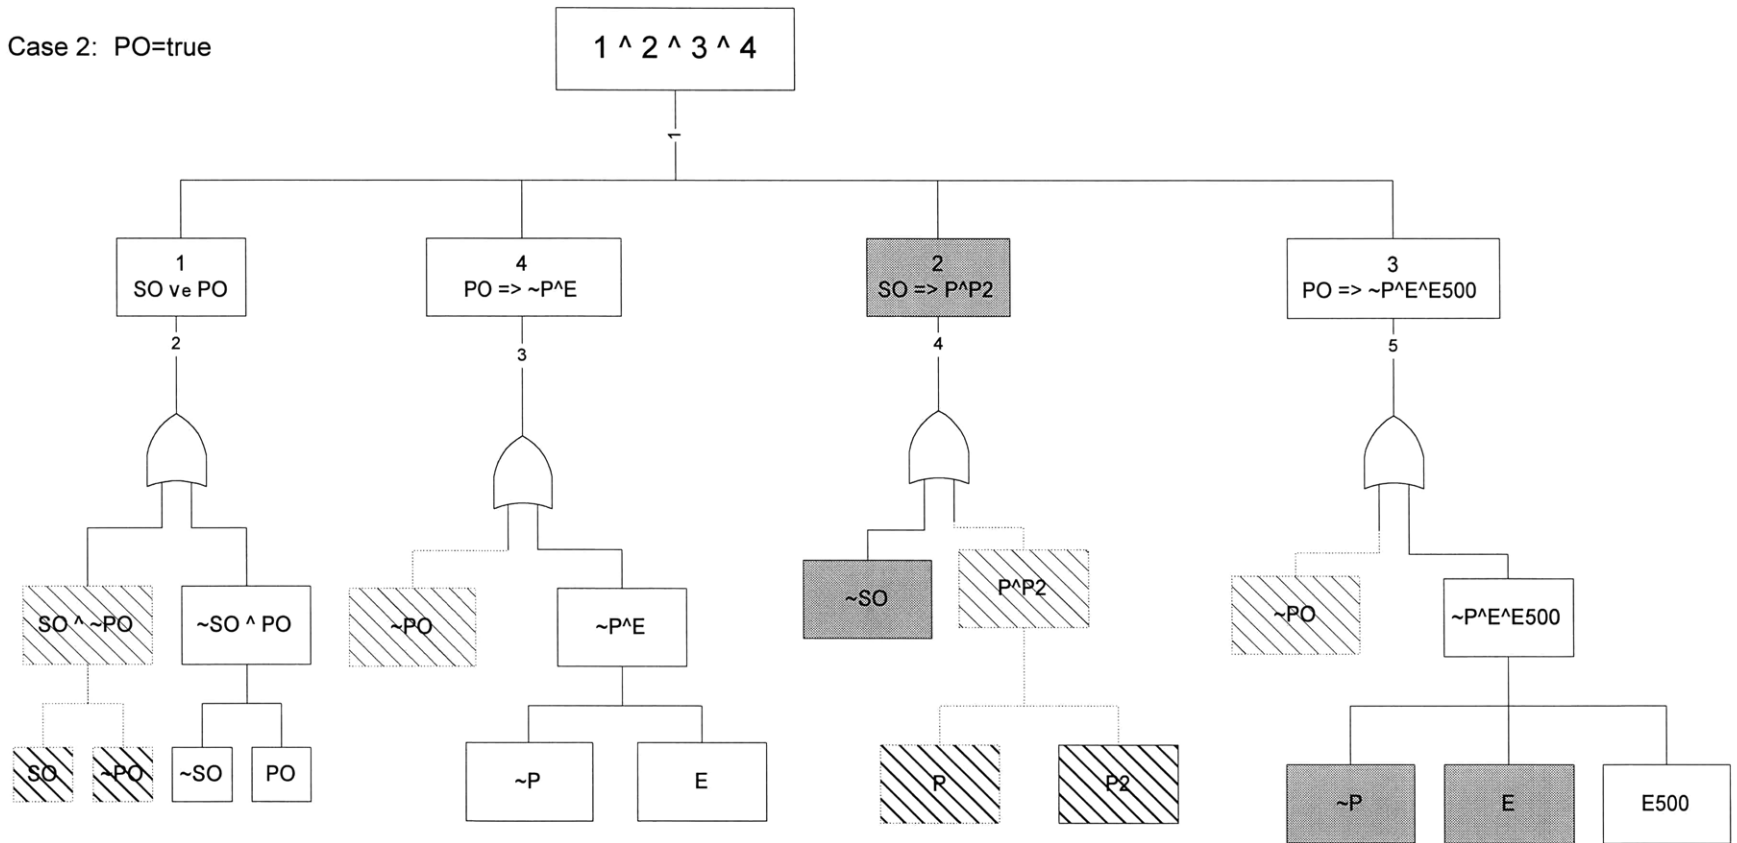 Case 2: PO=true
1 ^ 2 ^ 3 ^ 4
1
1
SO ve PO
4
PO => ~P^E
2
SO => P^P2
3
PO => ~P^E^E500
2
3
4
5
SO ^ ~PO
~SO ^ PO
~PO
~P^E
~SO
P^P2
~PO
~P^E^E500
SO
~PO
~SO
PO
~P
E
P
P2
~P
E
E500